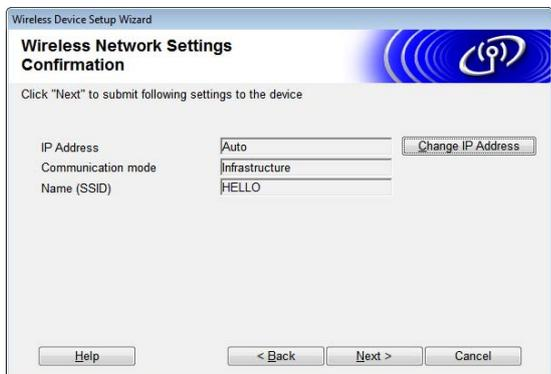 Wireless Device Setup Wizard
Wireless Network Settings
Confirmation
Click "Next" to submit following settings to the device
IP Address Auto Change IP Address
Communication mode Infrastructure
Name (SSID) HELLO
Help < Back Next > Cancel